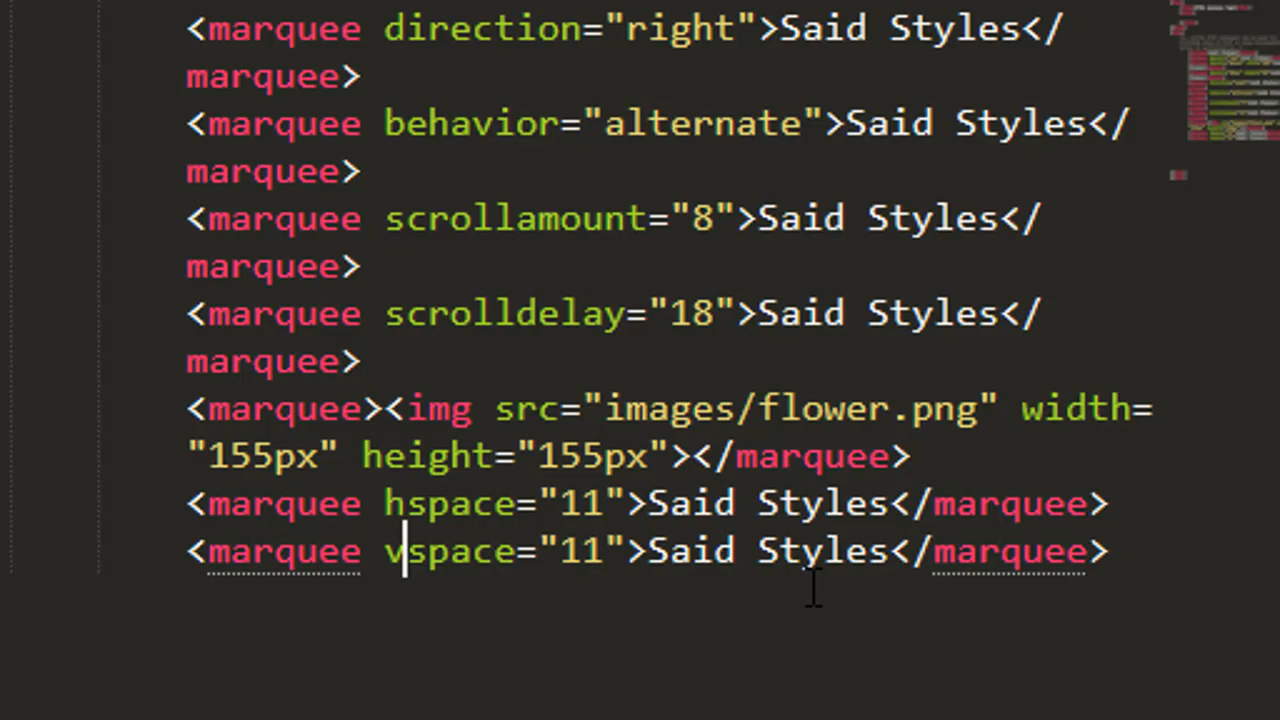 <marquee direction="right">Said Styles</
marquee>
<marquee behavior="alternate">Said Styles</
marquee>
<marquee scrollamount="8">Said Styles</
marquee>
<marquee scrolldelay="18">Said Styles</
marquee>
<marquee><img src="images/flower.png" width=
"155px" height="155px"></marquee>
<marquee hspace="11">Said Styles</marquee>
<marquee vspace="11">Said Styles</marquee>